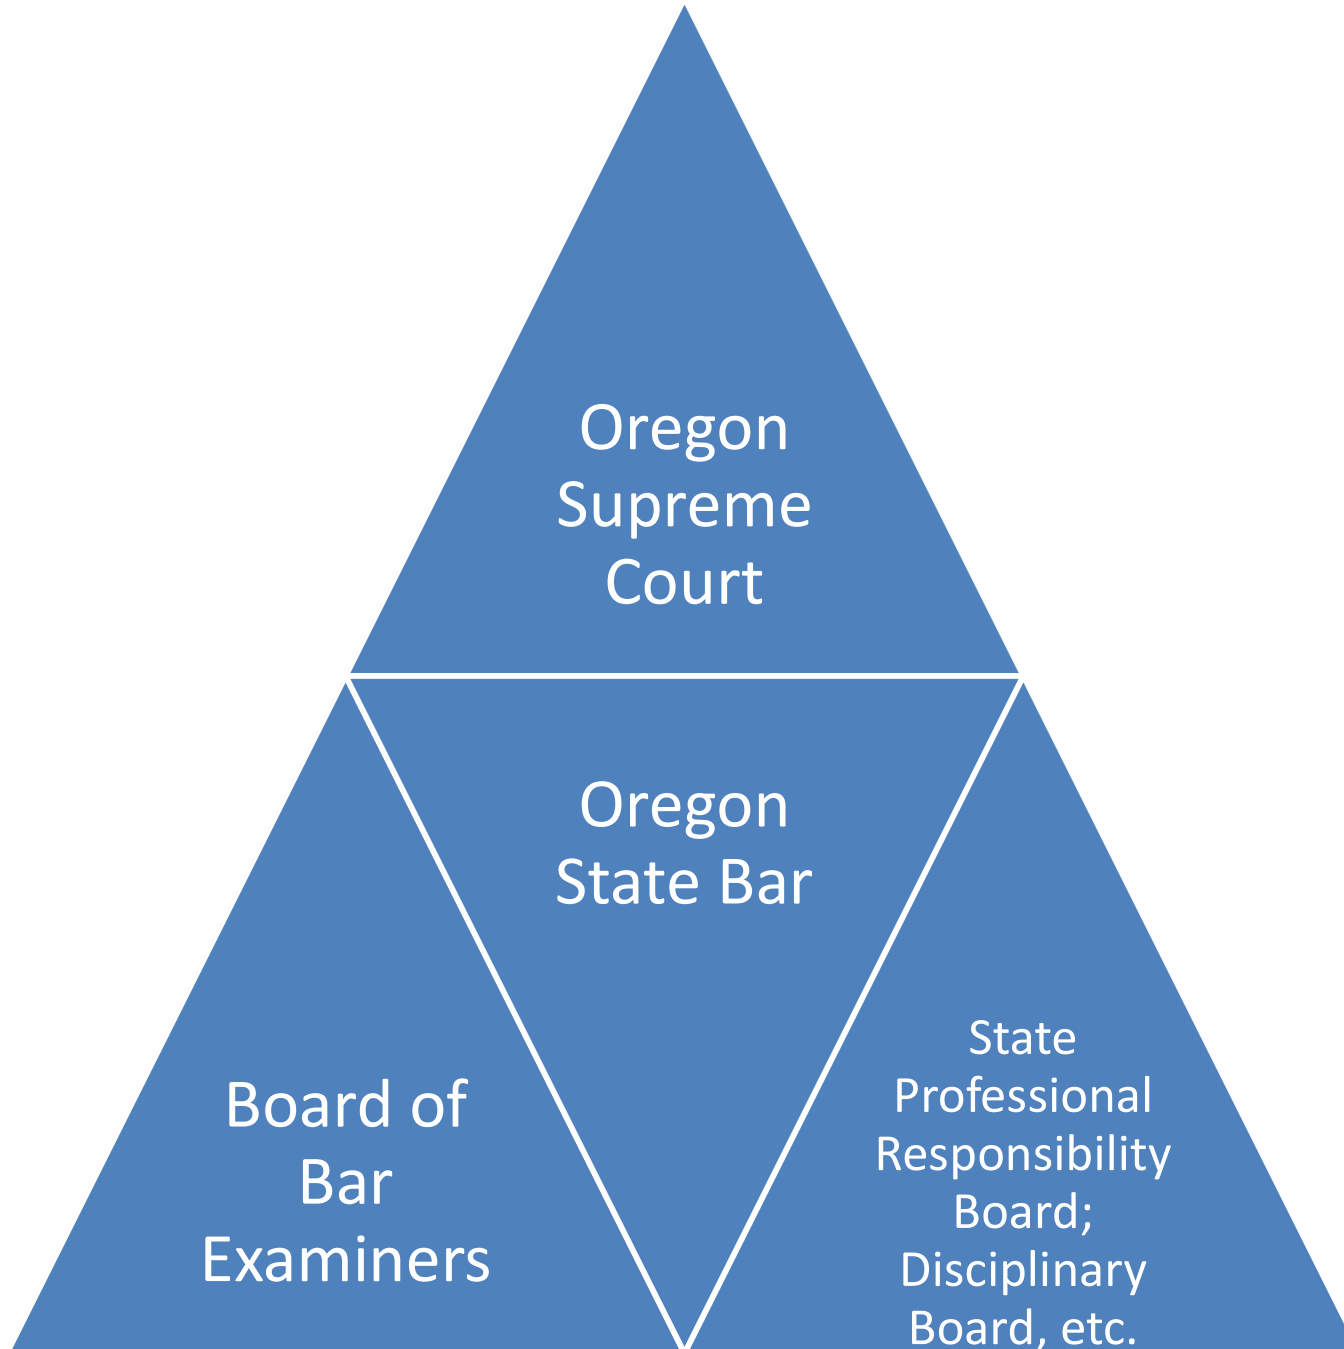 Oregon
Supreme
Court
Oregon
State Bar
Board of
Bar
Examiners
State
Professional
Responsibility
Board;
Disciplinary
Board, etc.